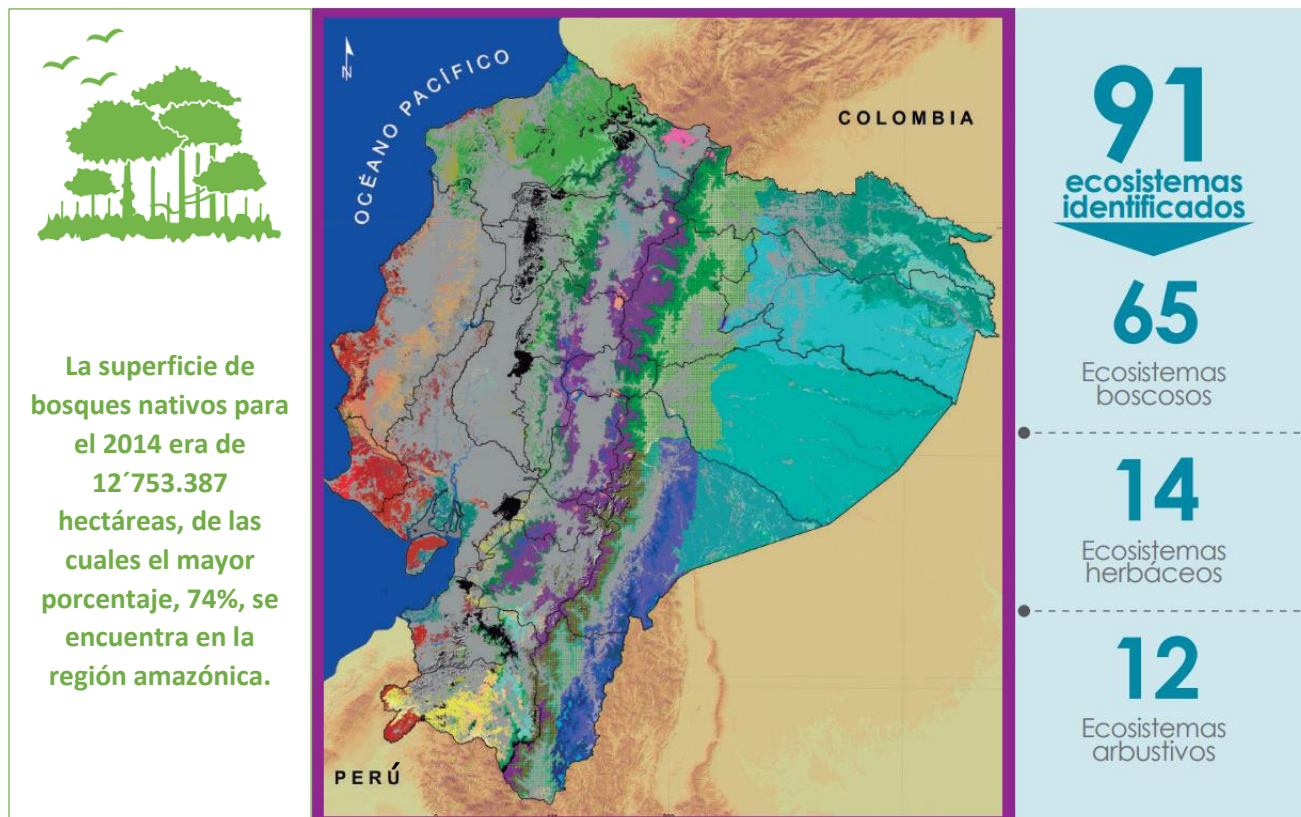 La superficie de
bosques nativos para
el 2014 era de
12´753.387
hectáreas, de las
cuales el mayor
porcentaje, 74%, se
encuentra en la
región amazónica.
N
OCÉANO PACÍFICO
COLOMBIA
PERÚ
91
ecosistemas
identificados
65
Ecosistemas
boscosos
14
Ecosistemas
herbáceos
12
Ecosistemas
arbustivos